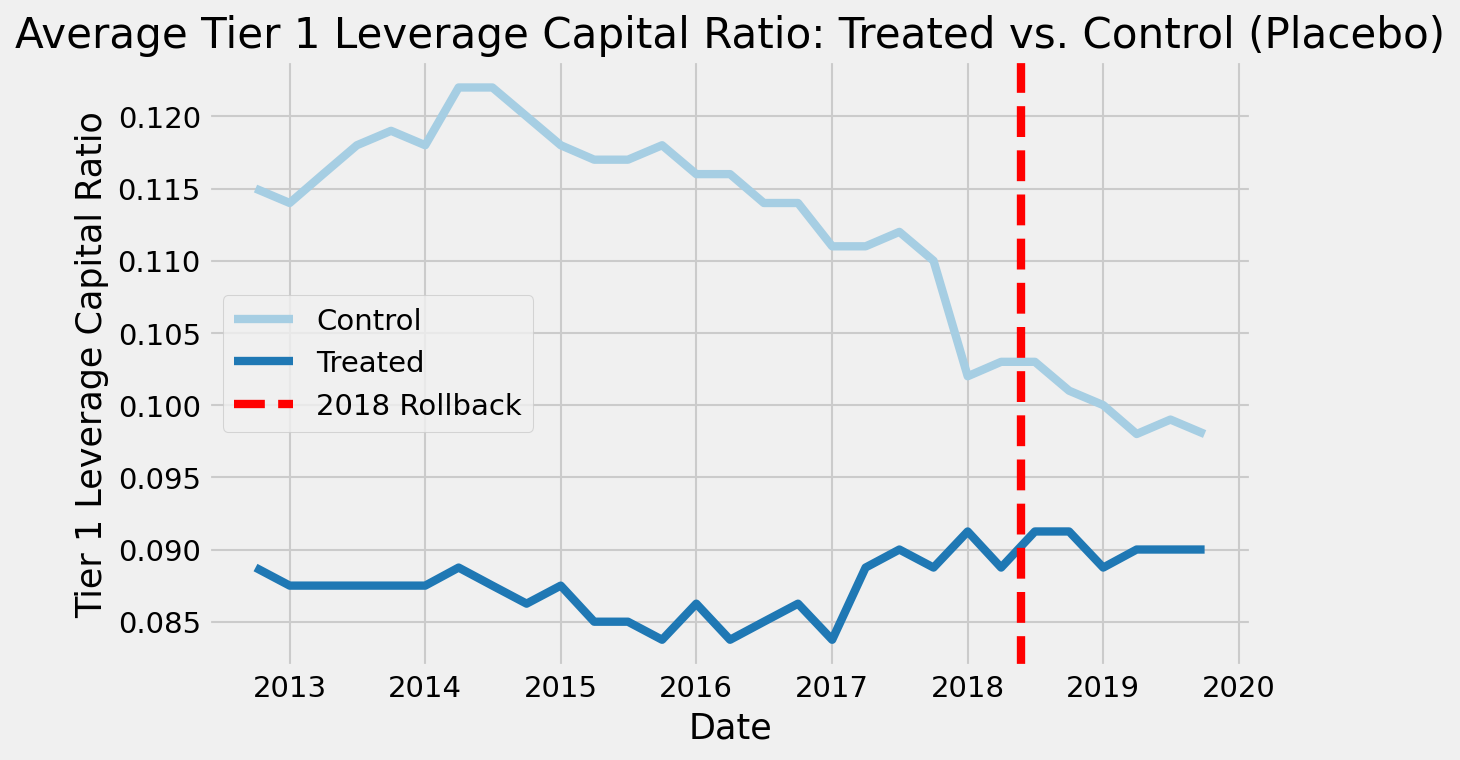 Average Tier 1 Leverage Capital Ratio: Treated vs. Control (Placebo)
Tier 1 Leverage Capital Ratio
0.120
0.115
0.110
0.105
0.100
0.095
0.090
0.085
Control
Treated
2018 Rollback
2013 2014 2015 2016 2017 2018 2019 2020
Date